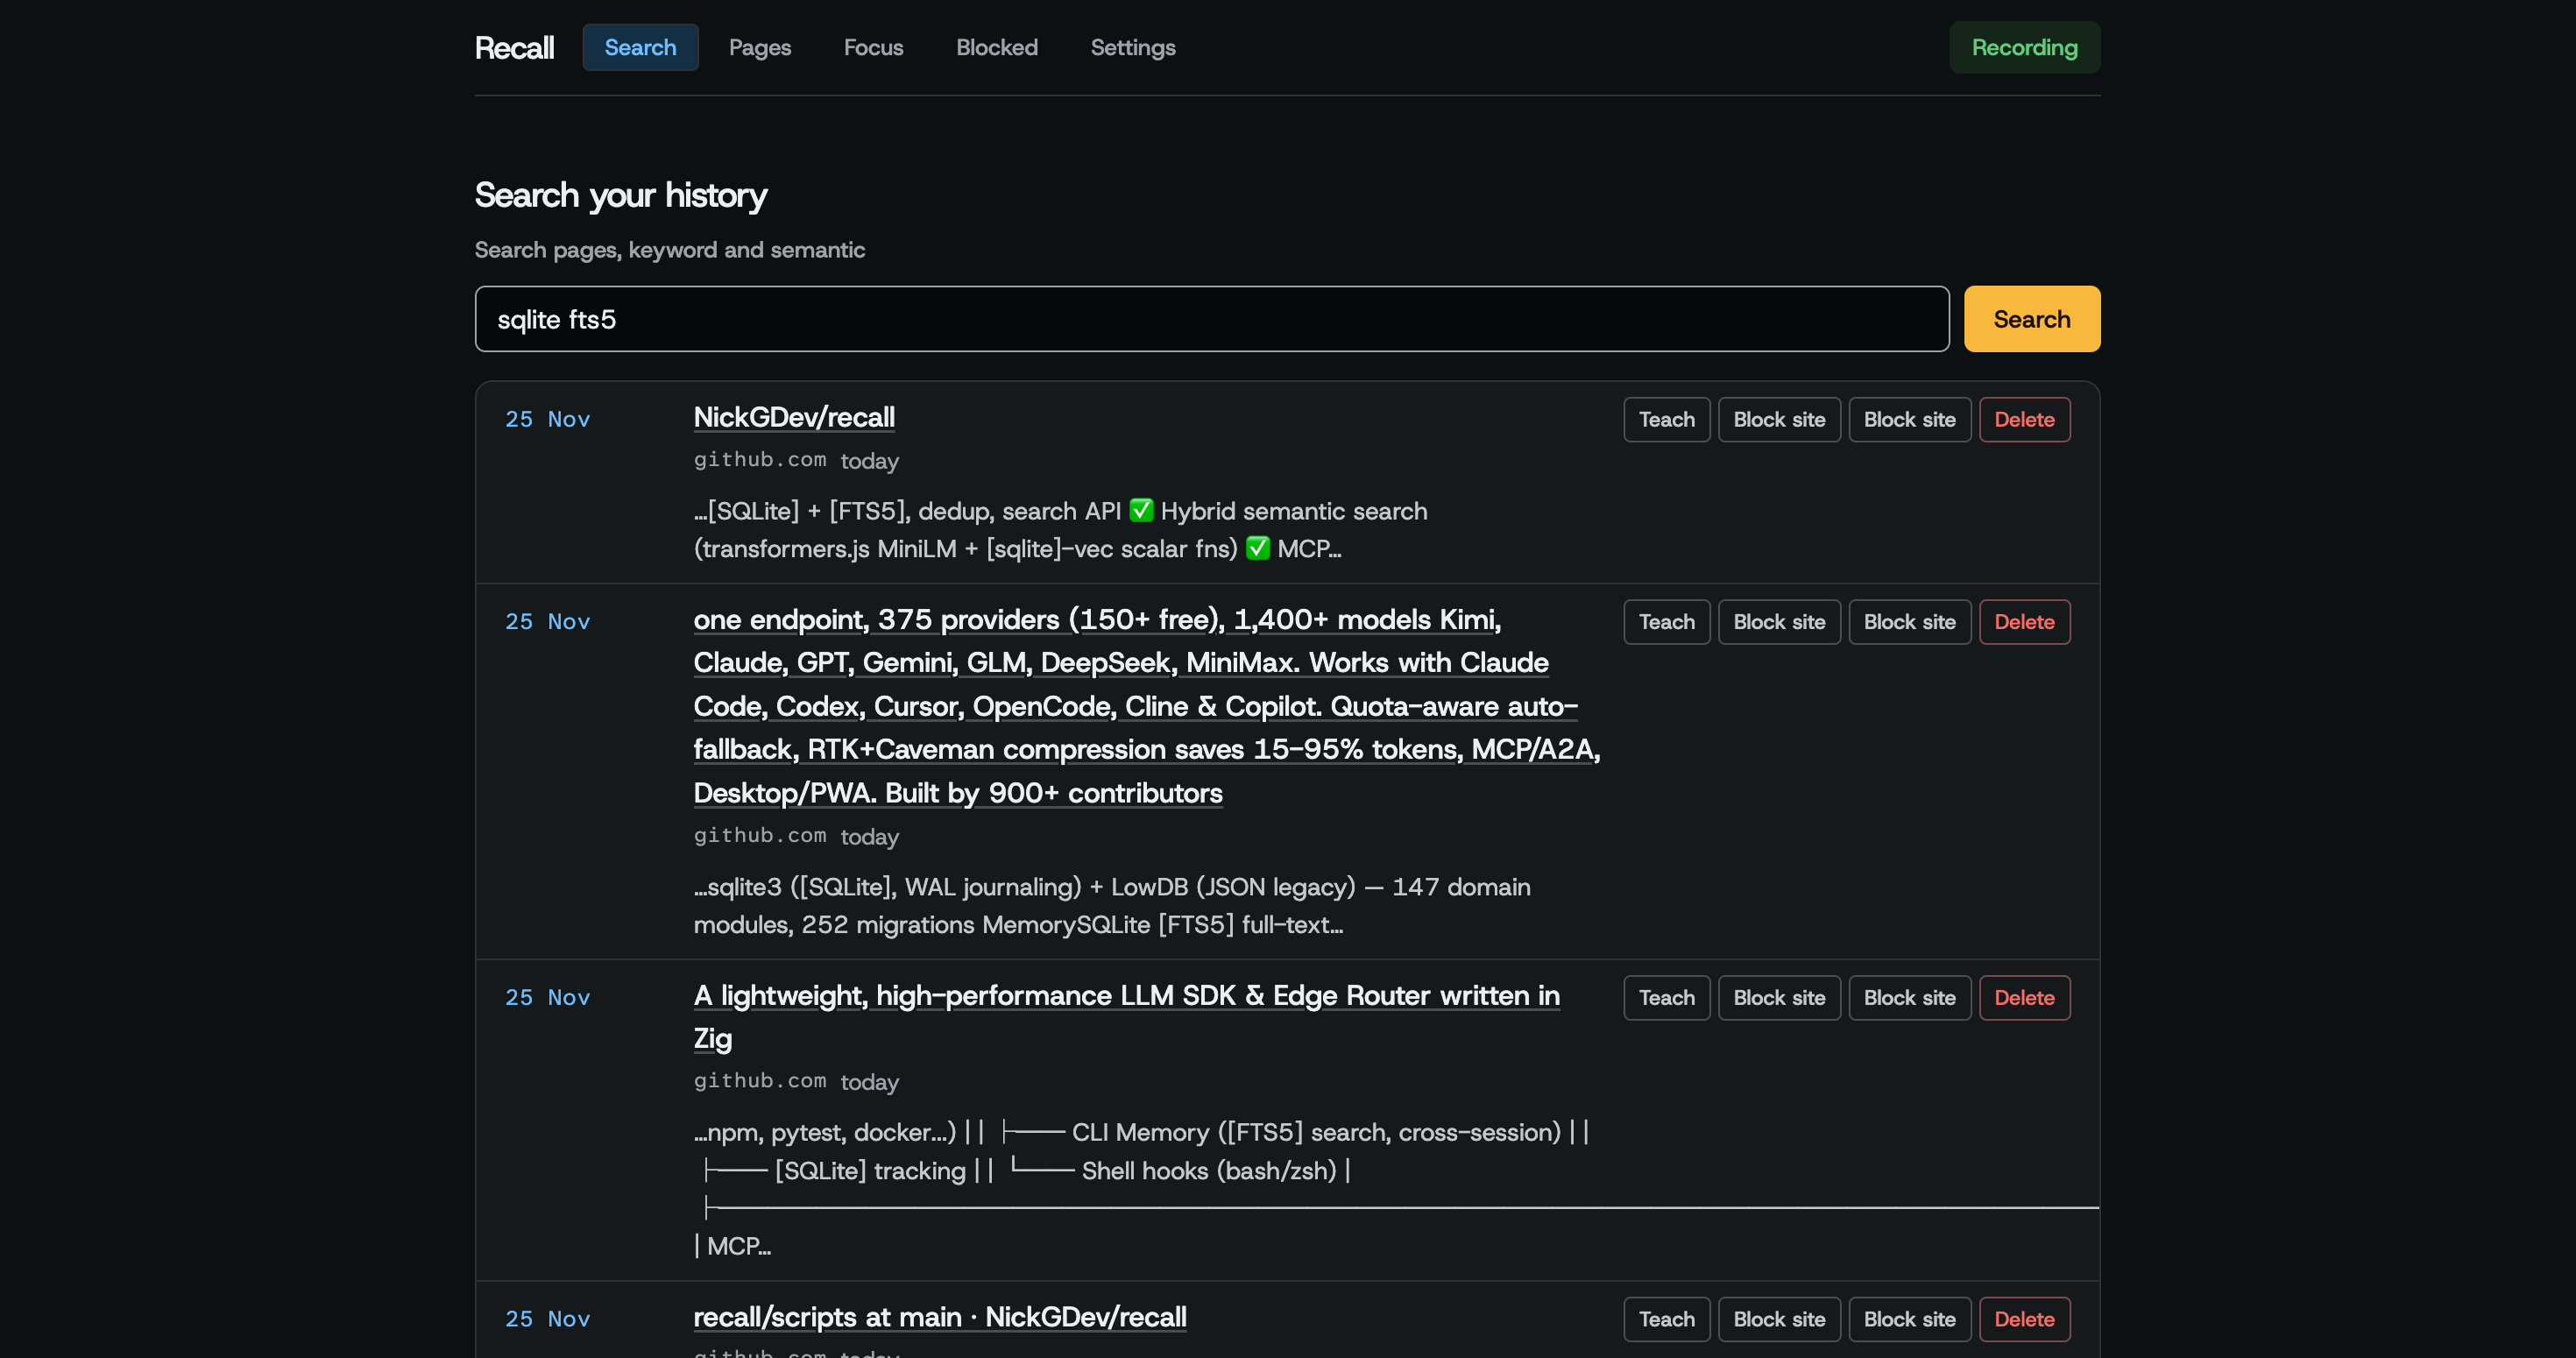 Recall Search Pages Focus Blocked Settings Recording
Search your history
Search pages, keyword and semantic
sqlite fts5 Search
25 Nov NickGDev/recall Teach Block site Block site Delete
github.com today
…[SQLite] + [FTS5], dedup, search API ✅ Hybrid semantic search
(transformers.js MiniLM + [sqlite]-vec scalar fns) ✅ MCP…
25 Nov one endpoint, 375 providers (150+ free), 1,400+ models Kimi, Teach Block site Block site Delete
Claude, GPT, Gemini, GLM, DeepSeek, MiniMax. Works with Claude
Code, Codex, Cursor, OpenCode, Cline & Copilot. Quota-aware auto-
fallback, RTK+Caveman compression saves 15-95% tokens, MCP/A2A,
Desktop/PWA. Built by 900+ contributors
github.com today
…sqlite3 ([SQLite], WAL journaling) + LowDB (JSON legacy) — 147 domain
modules, 252 migrations MemorySQLite [FTS5] full-text…
25 Nov A lightweight, high-performance LLM SDK & Edge Router written in Teach Block site Block site Delete
Zig
github.com today
…npm, pytest, docker...) | | ├── CLI Memory ([FTS5] search, cross-session) | |
├── [SQLite] tracking | | └── Shell hooks (bash/zsh) |
├──────────────────────────────
| MCP…
25 Nov recall/scripts at main · NickGDev/recall Teach Block site Block site Delete
github.com today